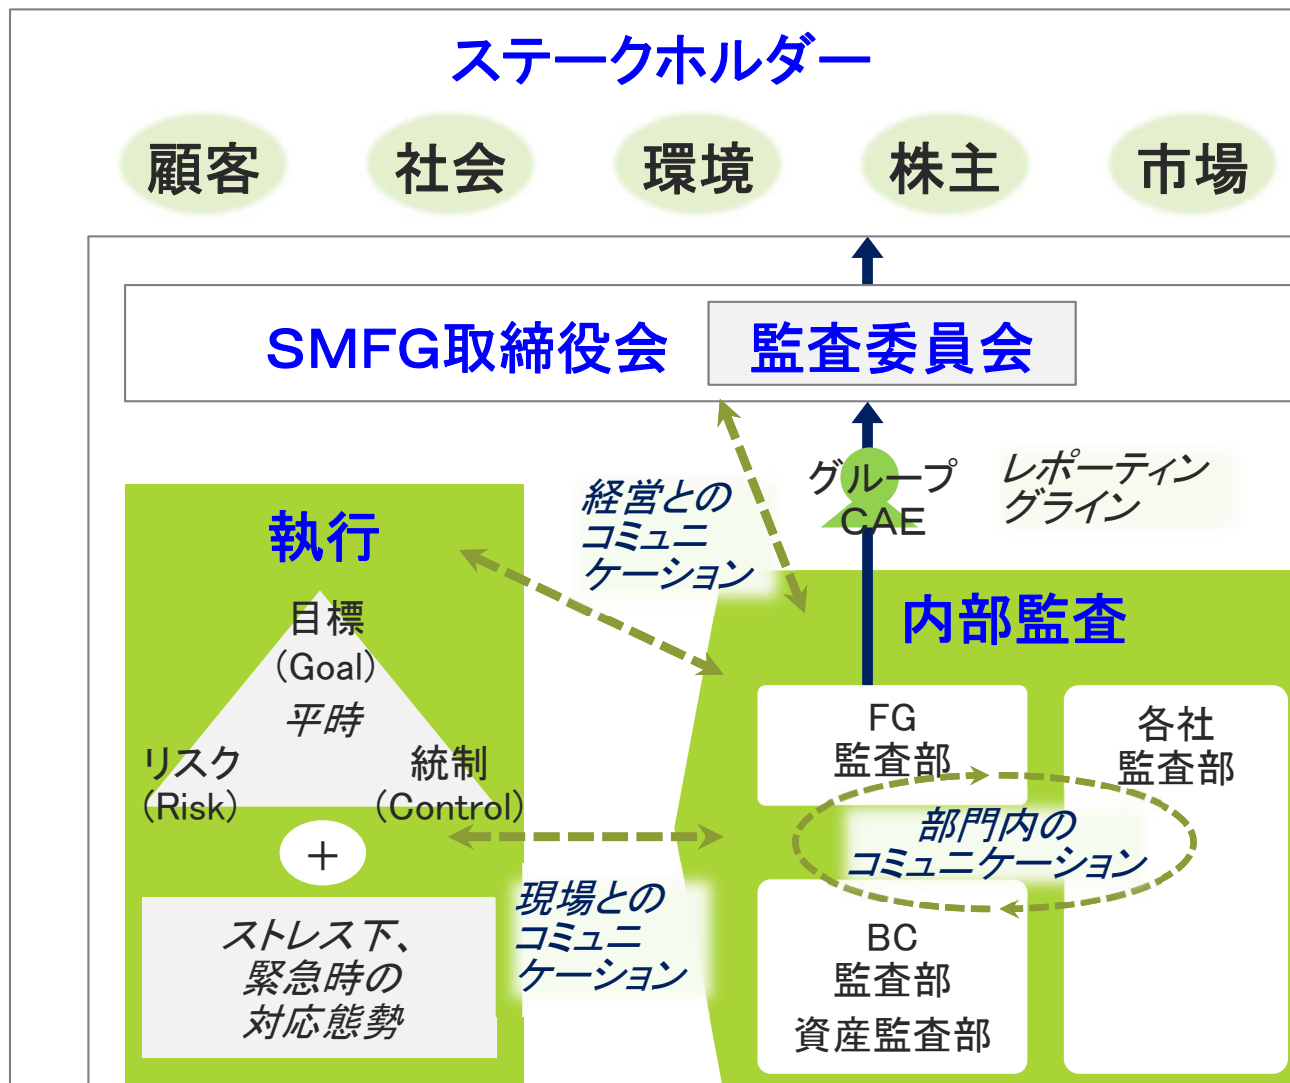 ステークホルダー
顧客
社会
環境
株主
市場
SMFG取締役会
監査委員会
グループ
CAE
レポーティン
グライン
経営との
コミュニ
ケーション
執行
目標
(Goal)
平時
リスク
(Risk)
統制
(Control)
+
ストレス下、
緊急時の
対応態勢
現場との
コミュニ
ケーション
内部監査
FG
監査部
各社
監査部
部門内の
コミュニケーション
BC
監査部
資産監査部